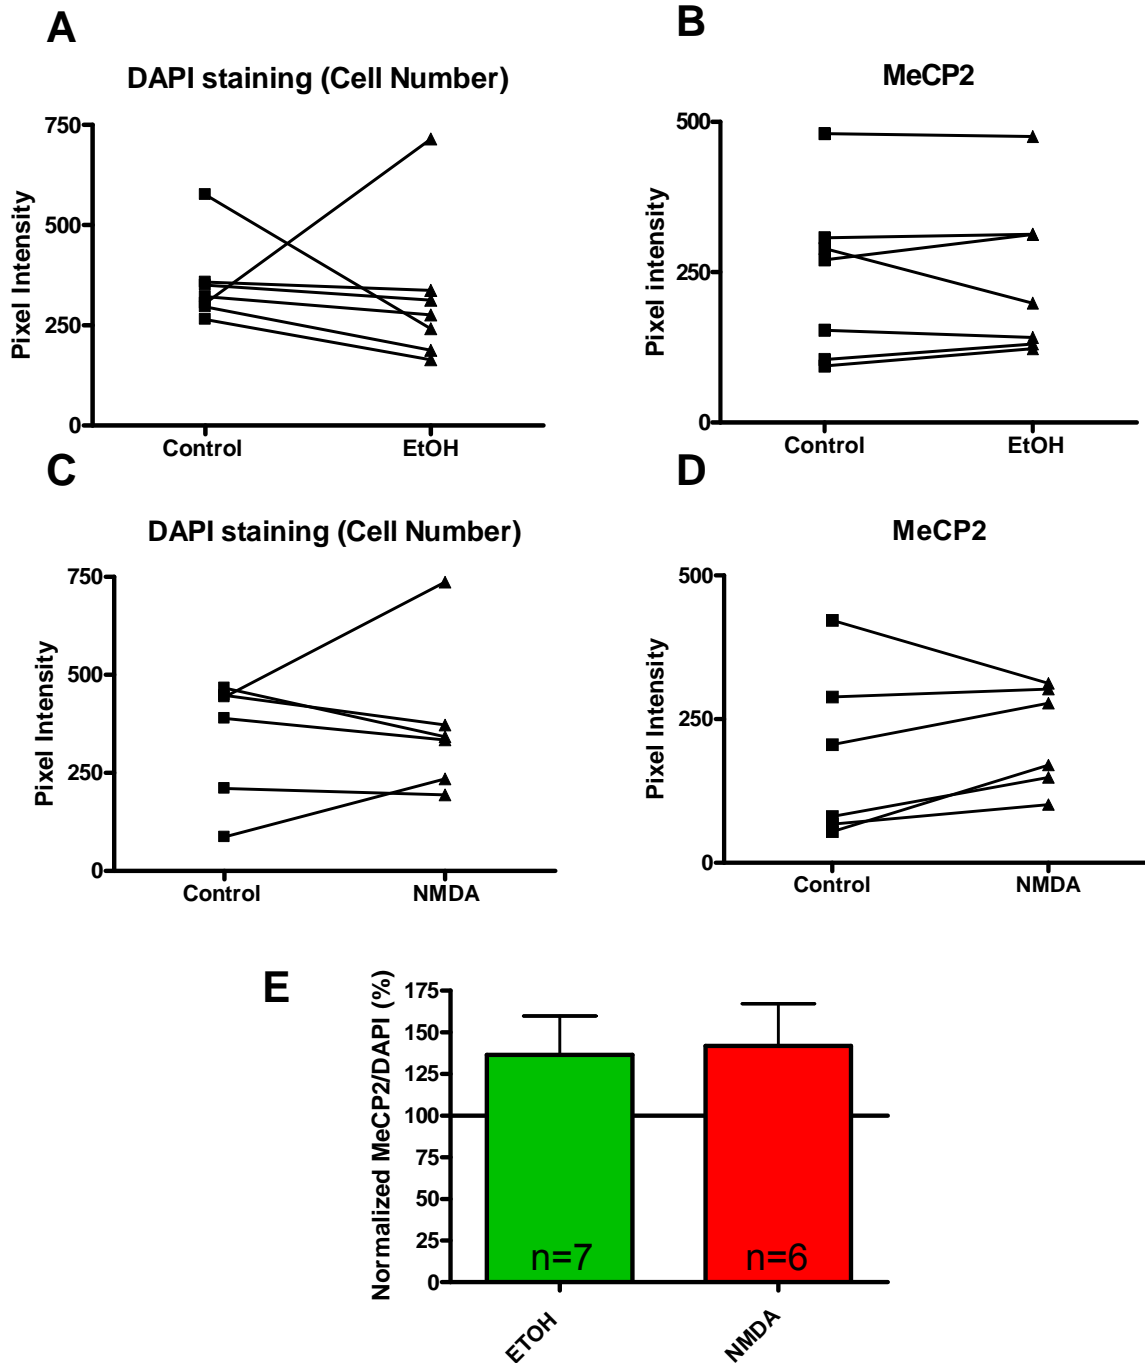 A
DAPI staining (Cell Number)
Pixel Intensity
750
500
250
0
Control
EtOH
B
MeCP2
Pixel intensity
500
250
0
Control
EtOH
C
DAPI staining (Cell Number)
Pixel Intensity
750
500
250
0
Control
NMDA
D
MeCP2
Pixel Intensity
500
250
0
Control
NMDA
E
Normalized MeCP2/DAPI (%)
175
150
125
100
75
50
25
0
n=7
n=6
ETOH
NMDA